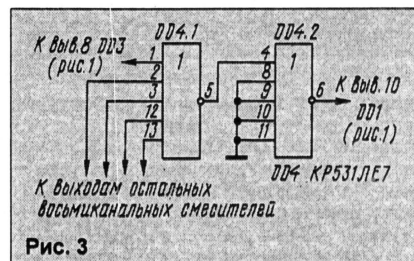 DD4.1
DD4.2
К выв.8 DD3
(рис.1)
1
2
3
12
13
1
5
4
8
9
10
11
1
6
К выв.10
DD1
(рис.1)
К выходам остальных
восьмиканальных смесителей
DD4 КР531ЛЕ7
Рис. 3